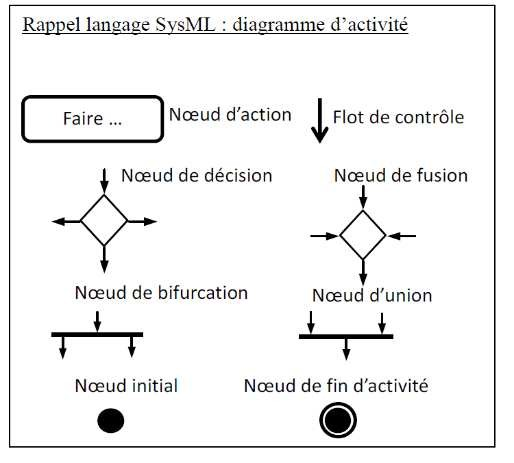 Rappel langage SysML : diagramme d’activité
Faire ...
Nœud d’action
Flot de contrôle
Nœud de décision
Nœud de fusion
Nœud de bifurcation
Nœud d’union
Nœud initial
Nœud de fin d’activité